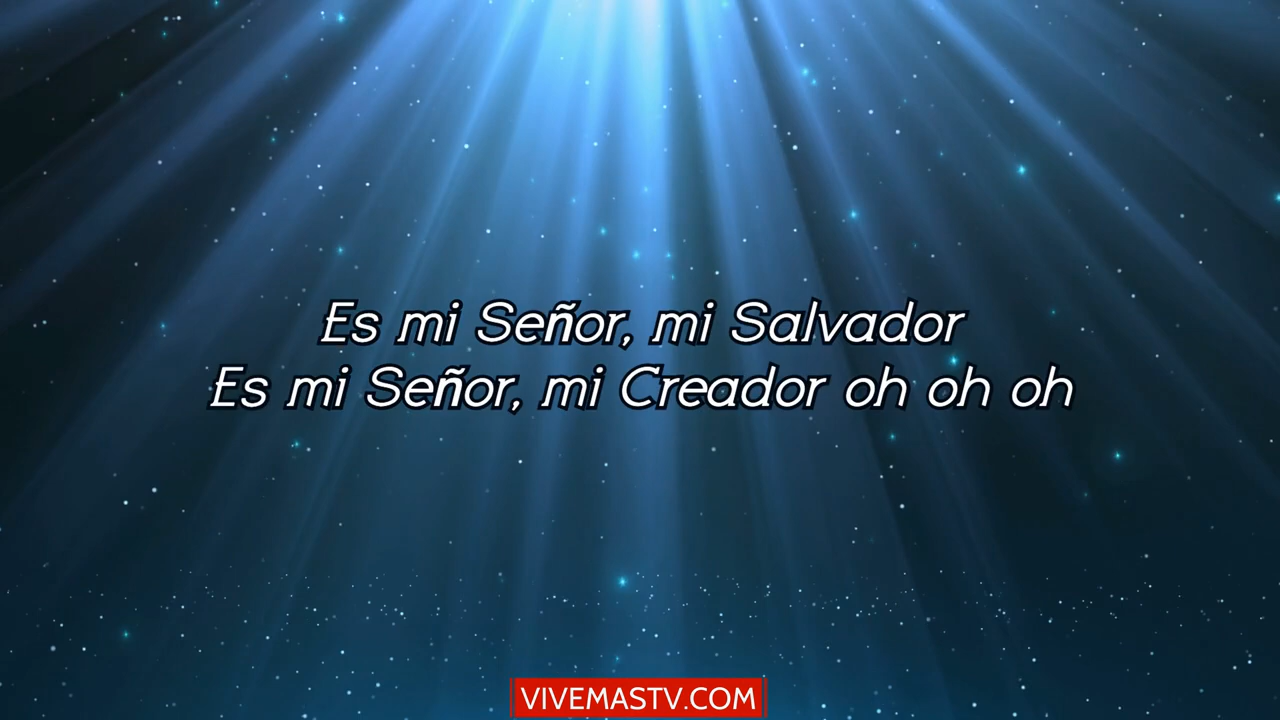 Es mi Señor, mi Salvador
Es mi Señor, mi Creador oh oh oh
VIVEMASTV.COM